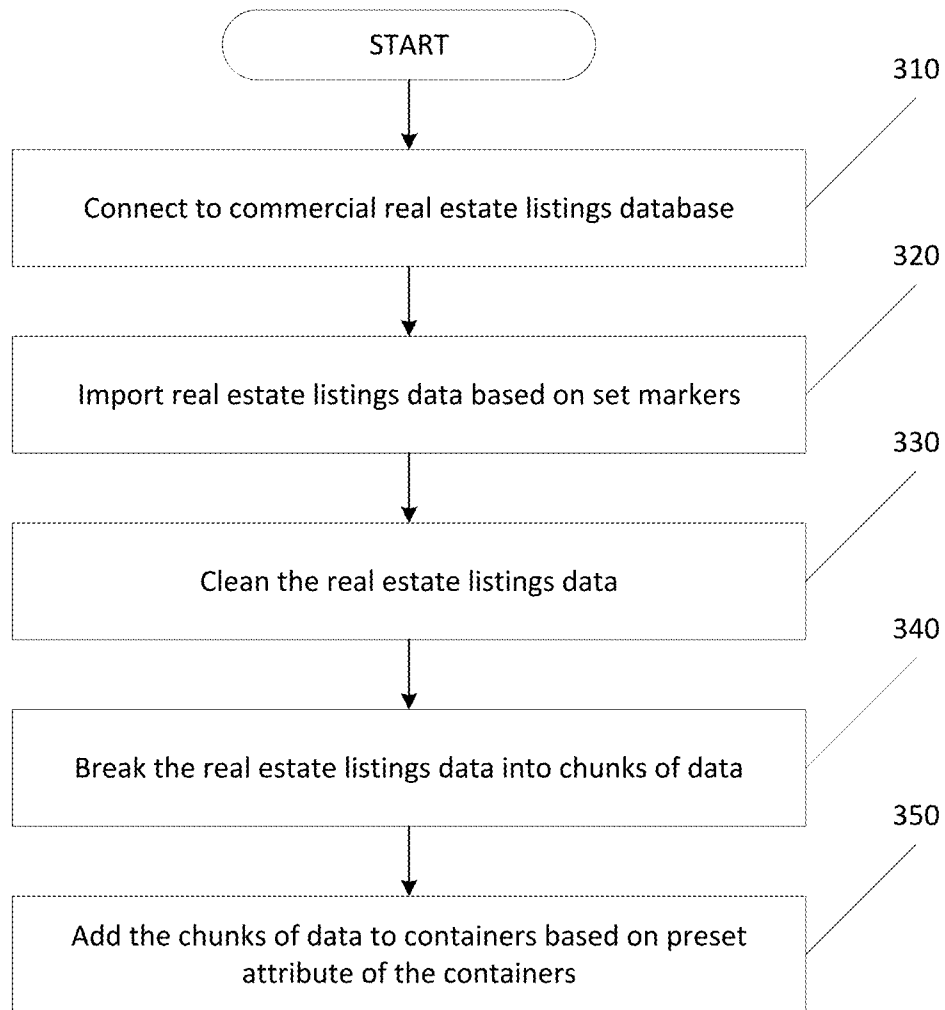 START
310
Connect to commercial real estate listings database
320
Import real estate listings data based on set markers
330
Clean the real estate listings data
340
Break the real estate listings data into chunks of data
350
Add the chunks of data to containers based on preset
attribute of the containers